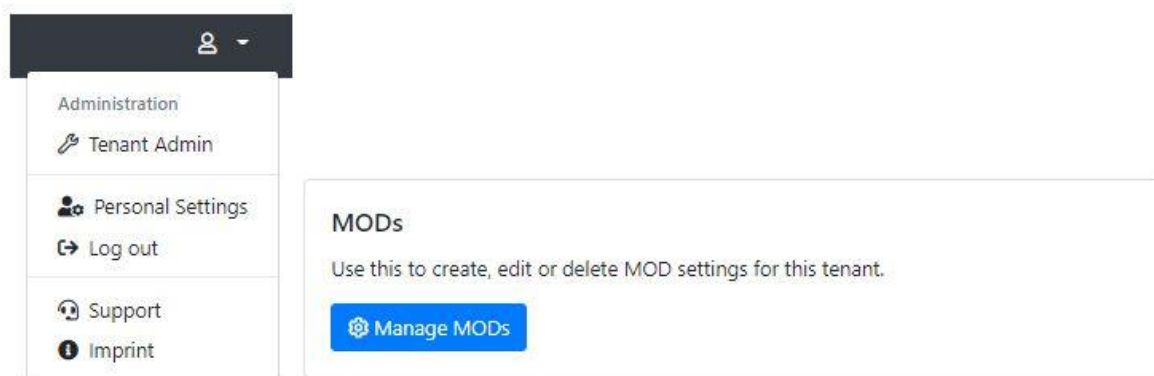 Administration
Tenant Admin
Personal Settings
Log out
Support
Imprint
MODs
Use this to create, edit or delete MOD settings for this tenant.
Manage MODs